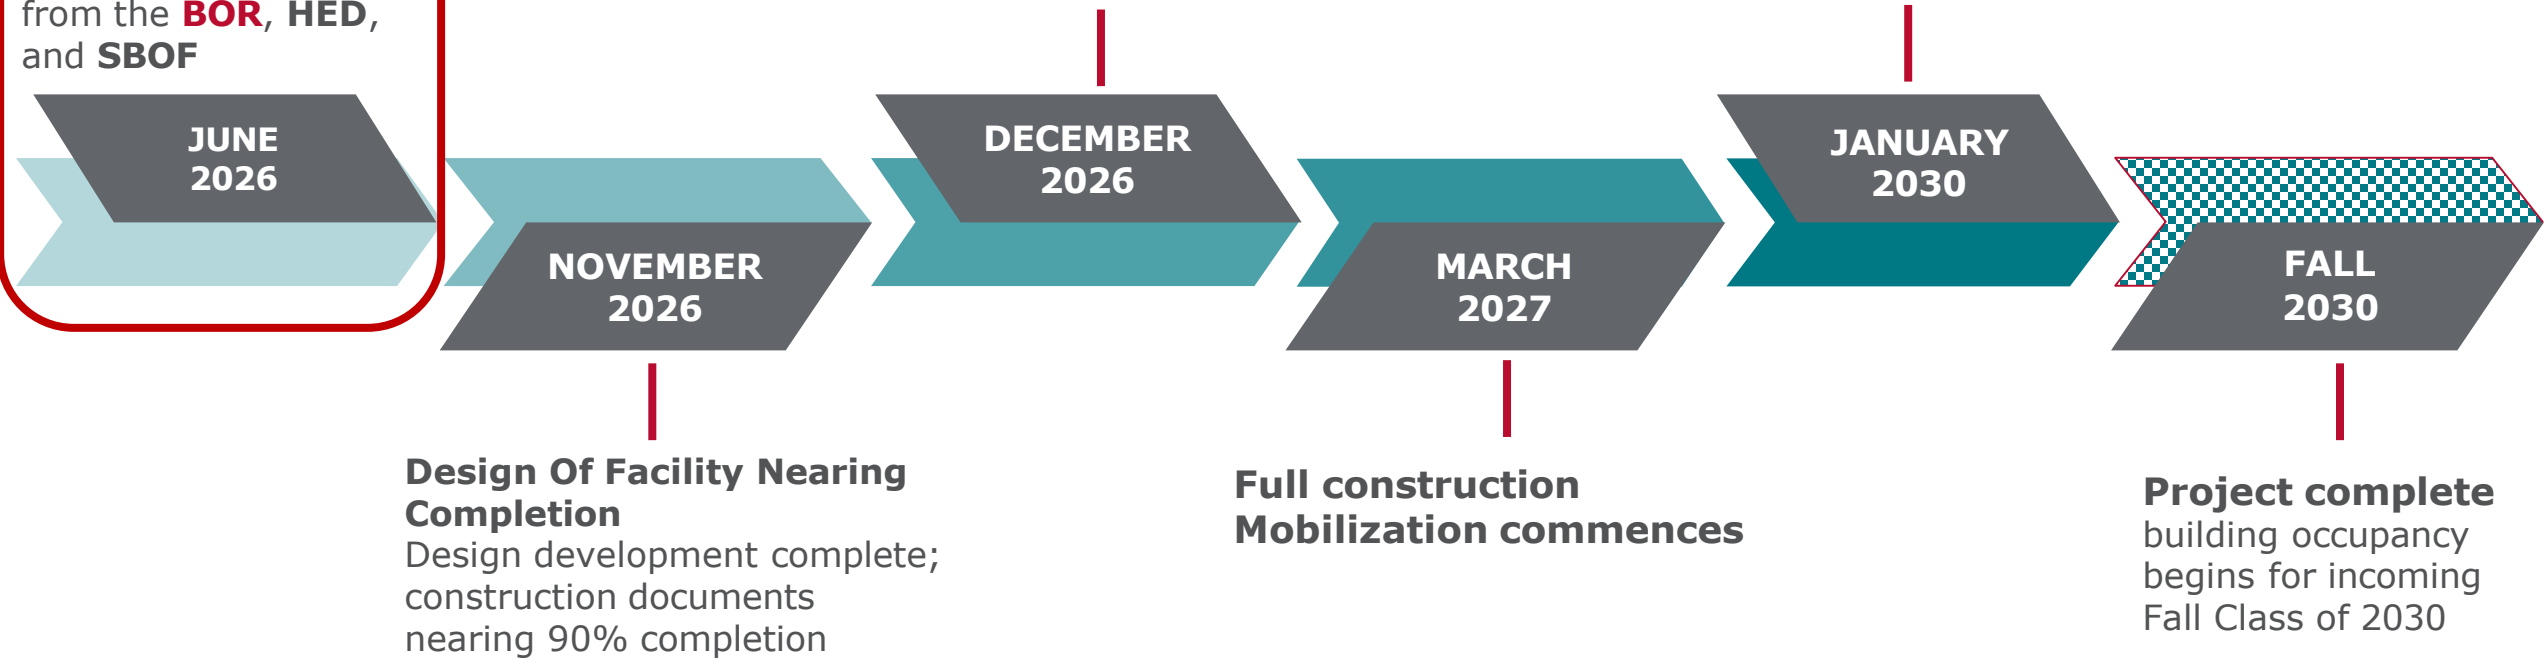 from the BOR, HED,
and SBOF
JUNE
2026
NOVEMBER
2026
DECEMBER
2026
MARCH
2027
JANUARY
2030
FALL
2030
Design Of Facility Nearing
Completion
Design development complete;
construction documents
nearing 90% completion
Full construction
Mobilization commences
Project complete
building occupancy
begins for incoming
Fall Class of 2030